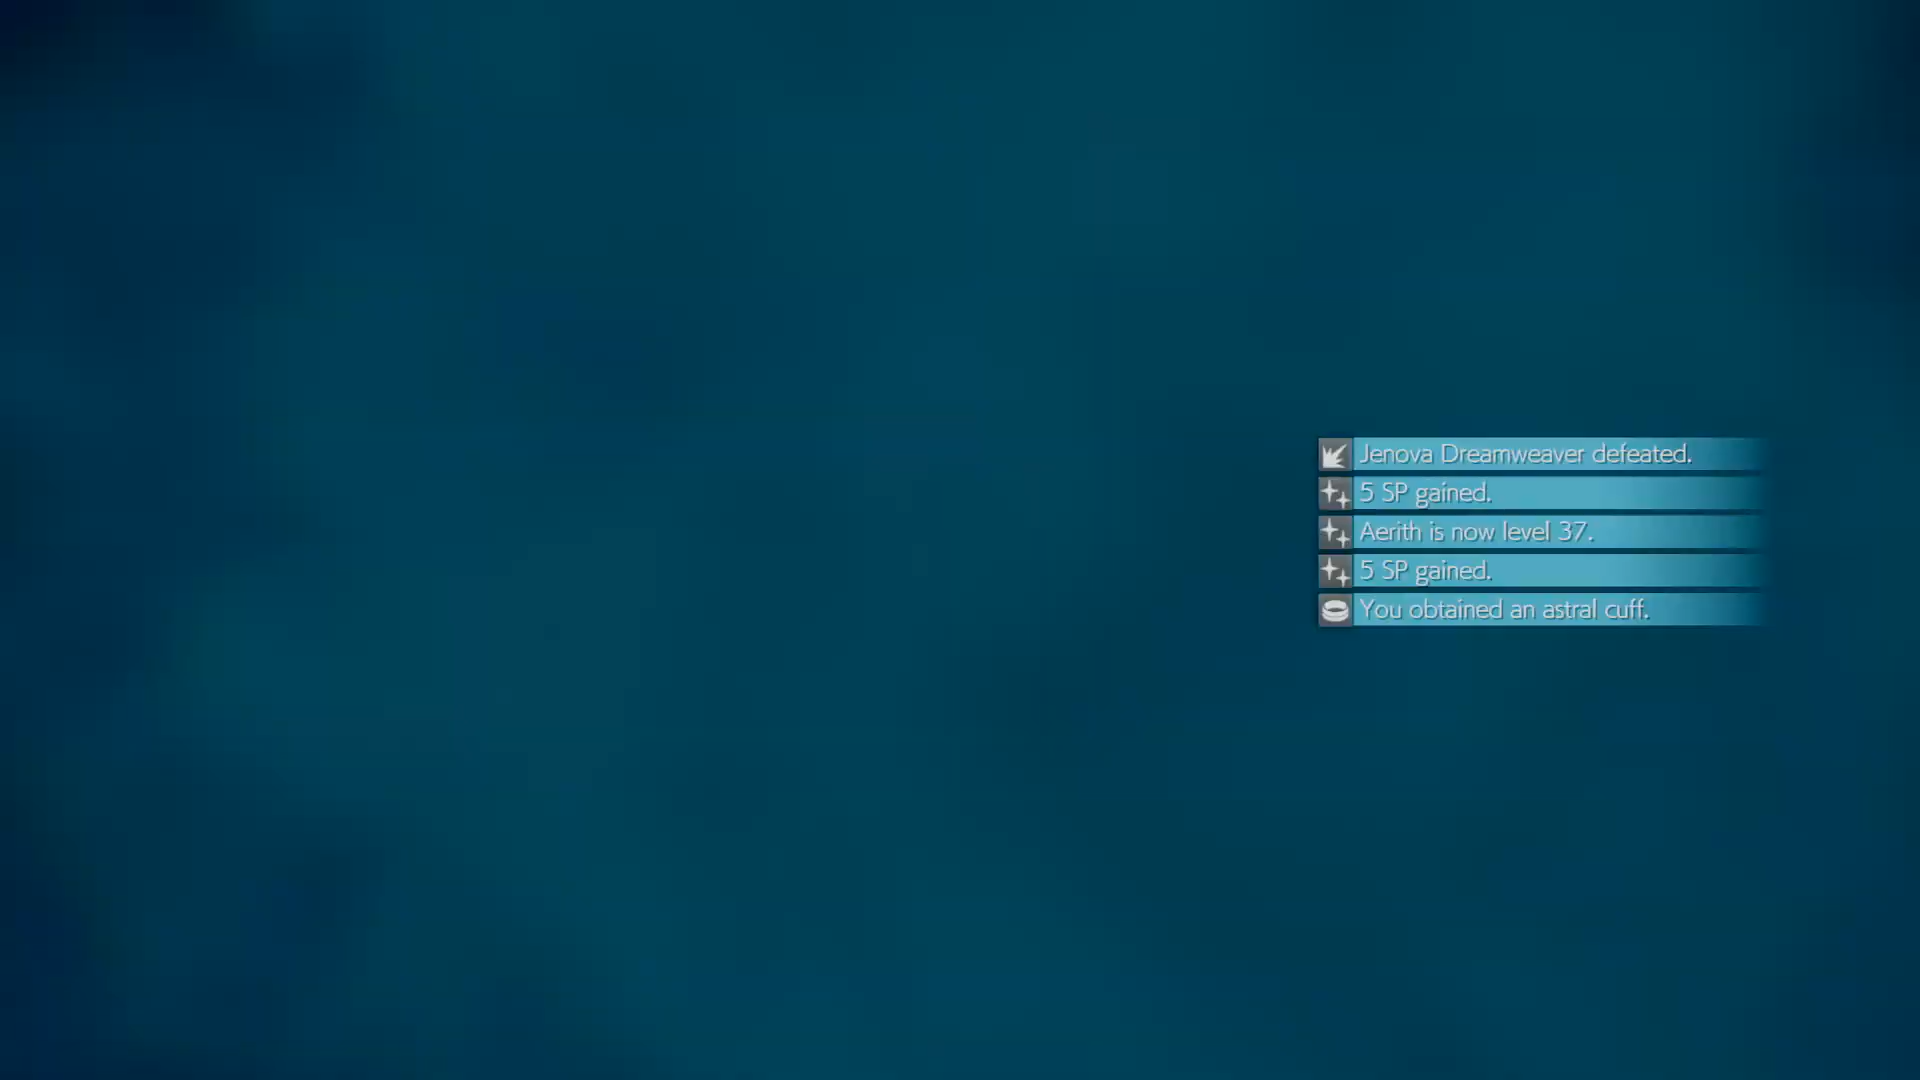 Jenova Dreamweaver defeated.
5 SP gained.
Aerith is now level 37.
5 SP gained.
You obtained an astral cuff.